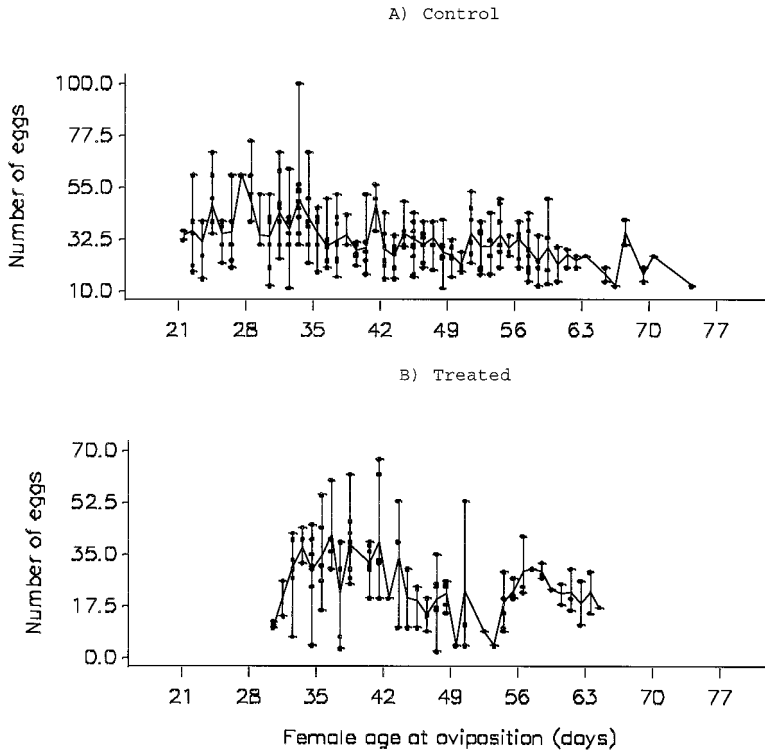 A) Control
Number of eggs
100.0
77.5
55.0
32.5
10.0
21 28 35 42 49 56 63 70 77
B) Treated
Number of eggs
70.0
52.5
35.0
17.5
0.0
21 28 35 42 49 56 63 70 77
Female age at oviposition (days)